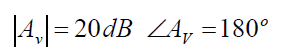 |A_v| = 20dB ∠A_V = 180°